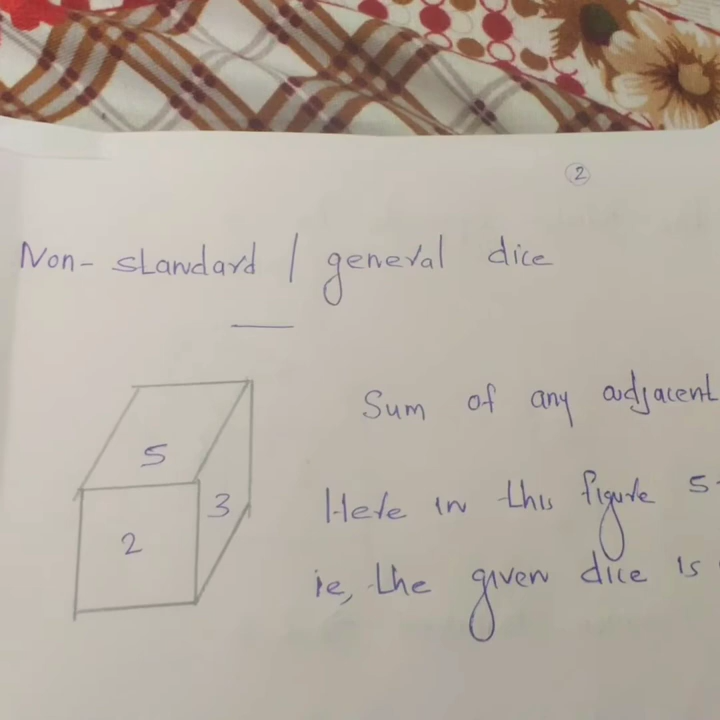 2
Non- standard / general dice
5
3
2
Sum of any adjacent
Here in this figure 5
ie, the given dice is